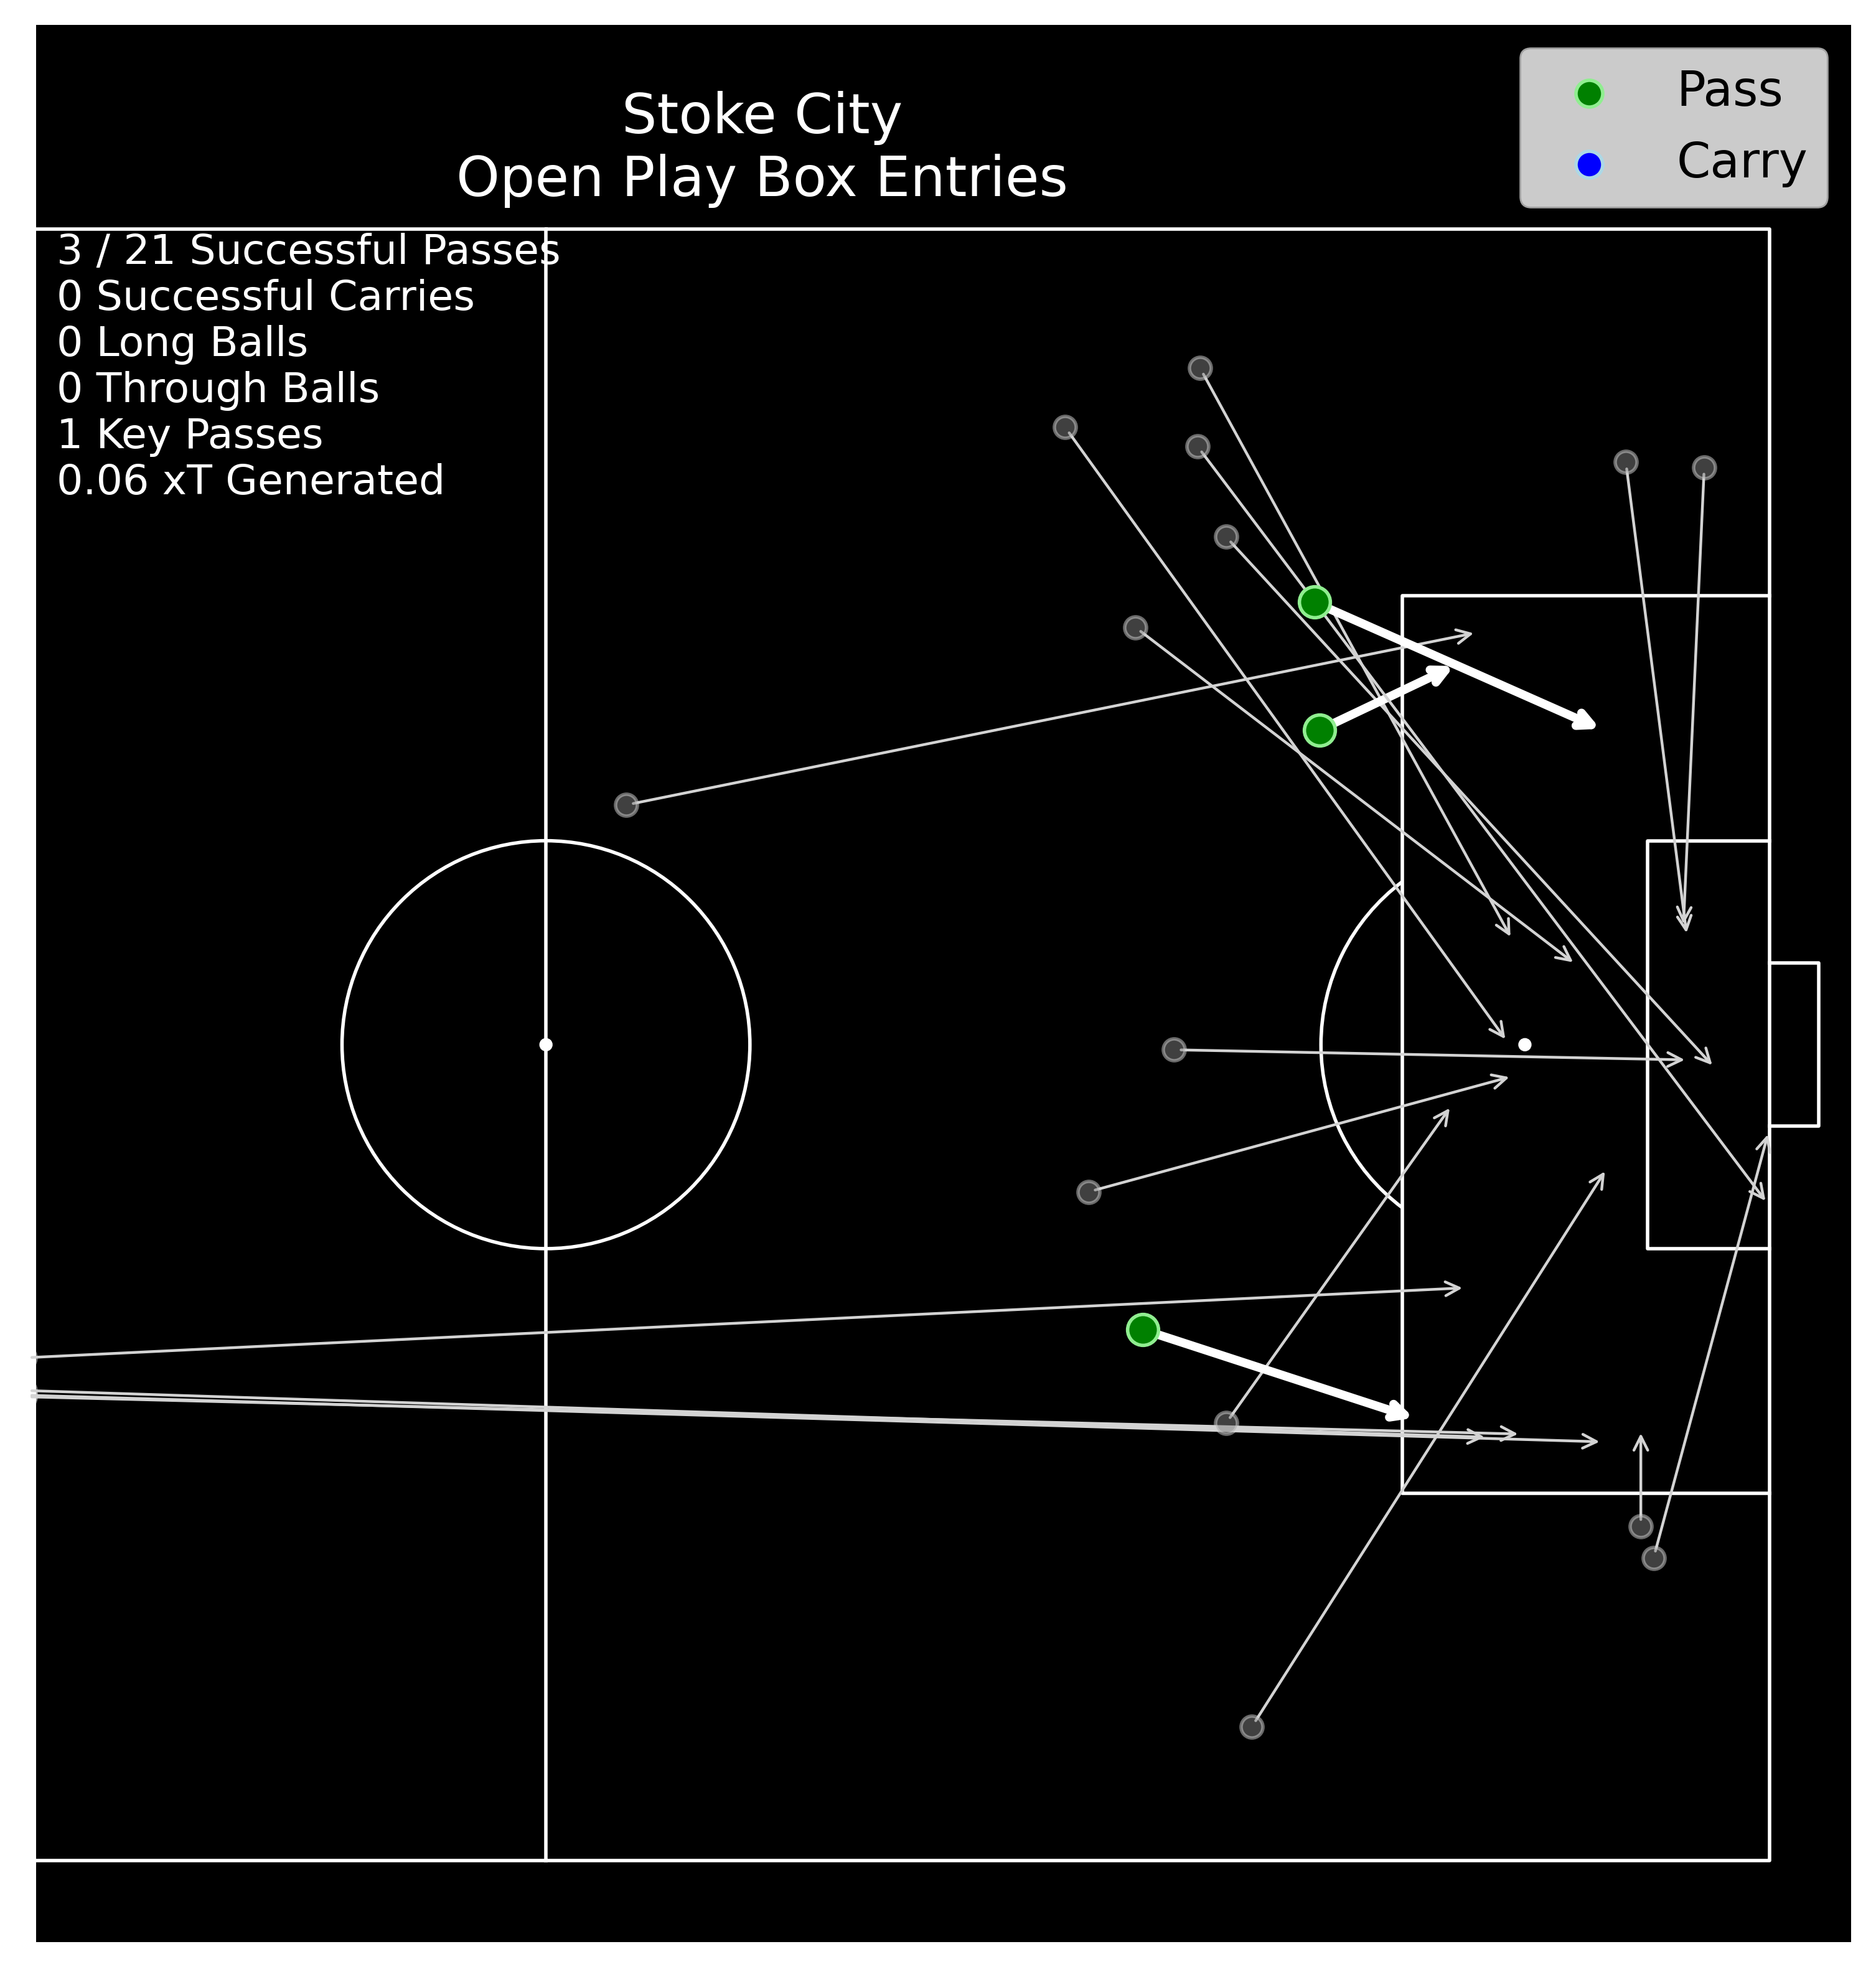 Stoke City
Open Play Box Entries
Pass
Carry
3 / 21 Successful Passes
0 Successful Carries
0 Long Balls
0 Through Balls
1 Key Passes
0.06 xT Generated